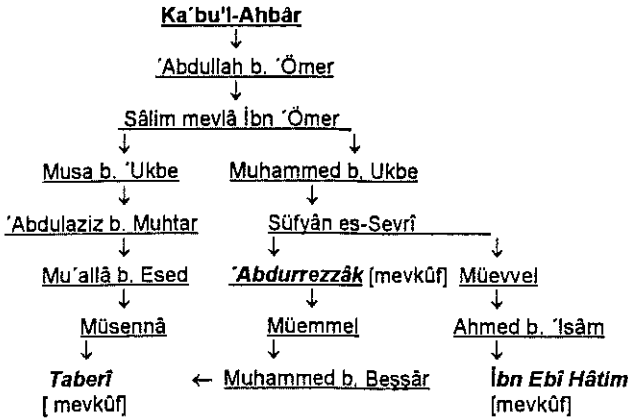 Ka´bu'l-Ahbâr
´Abdullah b. ´Ömer
Sâlim mevlâ İbn ´Ömer
Musa b. ´Ukbe Muhammed b. Ukbe
´Abdulaziz b. Muhtar Süfyân es-Sevrî
Mu´allâ b. Esed ´Abdurrezzâk [mevkûf] Müevvel
Müsennâ Müemmel Ahmed b. ´Isâm
Taberî ← Muhammed b. Beşşâr İbn Ebî Hâtim
[ mevkûf] [mevkûf]